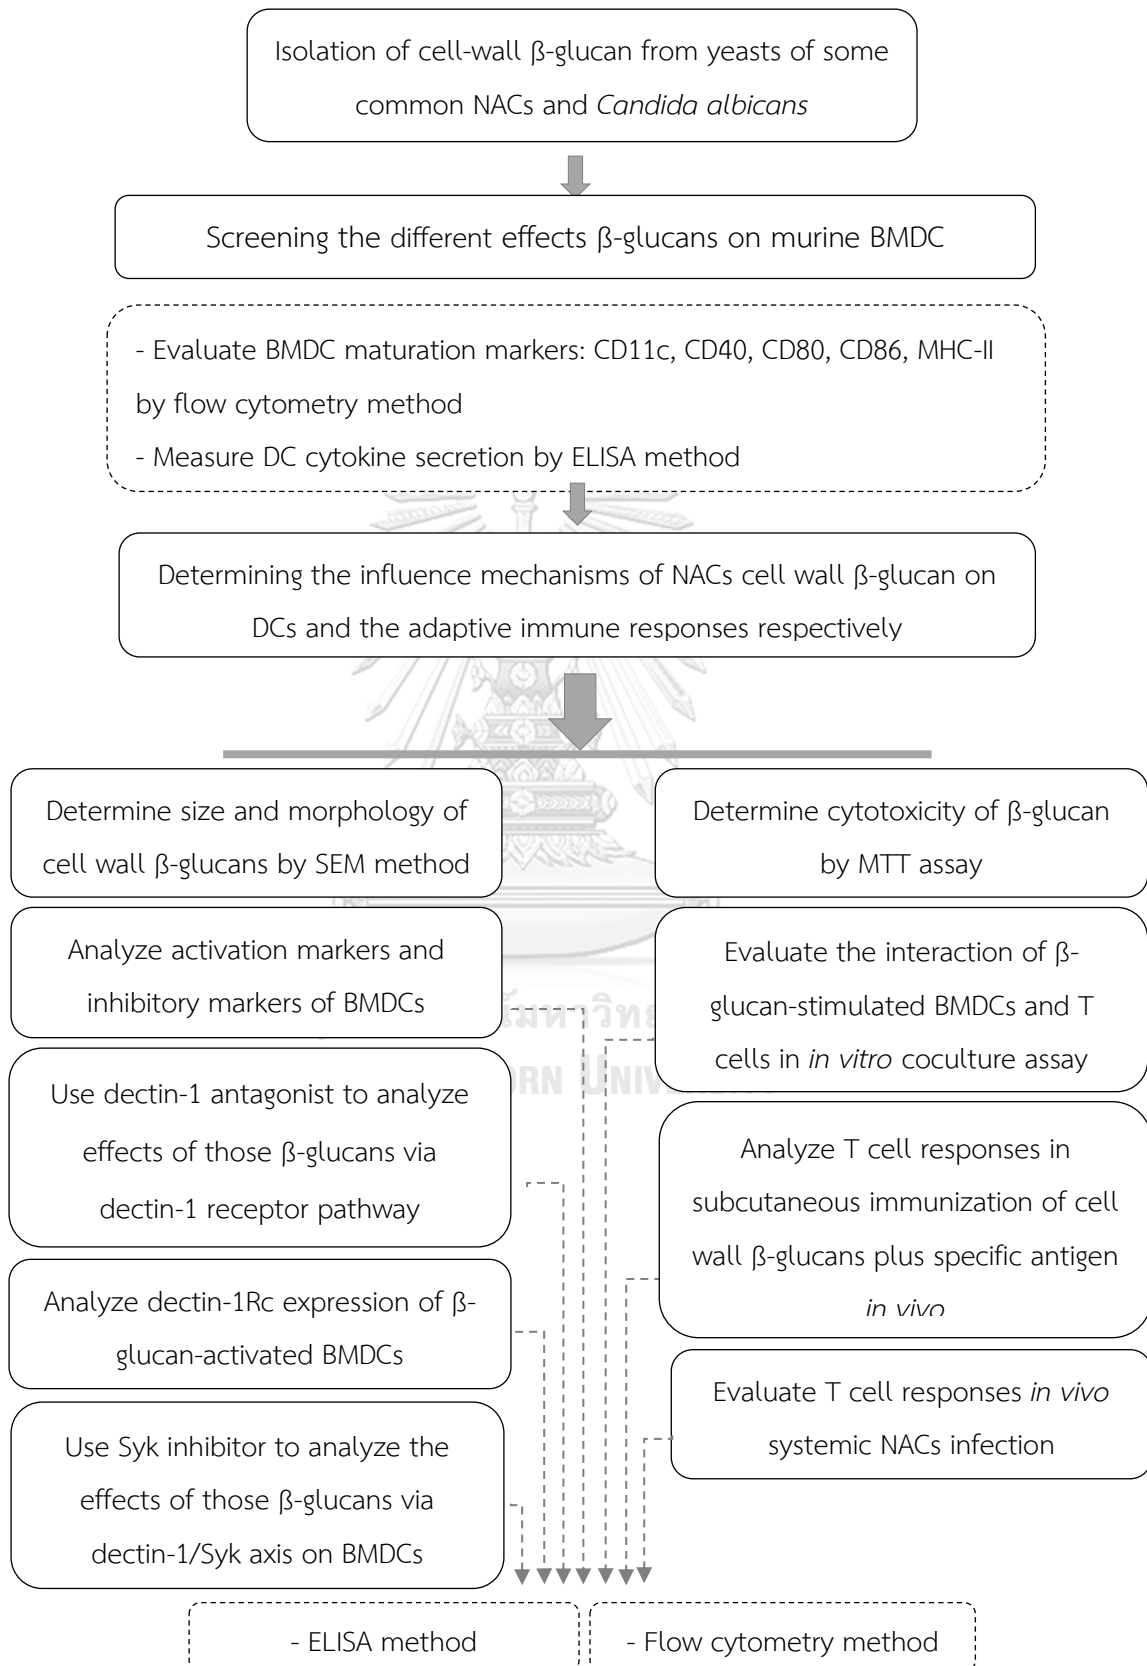 Isolation of cell-wall ß-glucan from yeasts of some
common NACs and Candida albicans
Screening the different effects ß-glucans on murine BMDC
- Evaluate BMDC maturation markers: CD11c, CD40, CD80, CD86, MHC-II
by flow cytometry method
- Measure DC cytokine secretion by ELISA method
Determining the influence mechanisms of NACs cell wall ß-glucan on
DCs and the adaptive immune responses respectively
Determine size and morphology of
cell wall ß-glucans by SEM method
Analyze activation markers and
inhibitory markers of BMDCs
Use dectin-1 antagonist to analyze
effects of those ß-glucans via
dectin-1 receptor pathway
Analyze dectin-1Rc expression of ß-
glucan-activated BMDCs
Use Syk inhibitor to analyze the
effects of those ß-glucans via
dectin-1/Syk axis on BMDCs
Determine cytotoxicity of ß-glucan
by MTT assay
Evaluate the interaction of ß-
glucan-stimulated BMDCs and T
cells in in vitro coculture assay
Analyze T cell responses in
subcutaneous immunization of cell
wall ß-glucans plus specific antigen
in vivo
Evaluate T cell responses in vivo
systemic NACs infection
- ELISA method
- Flow cytometry method